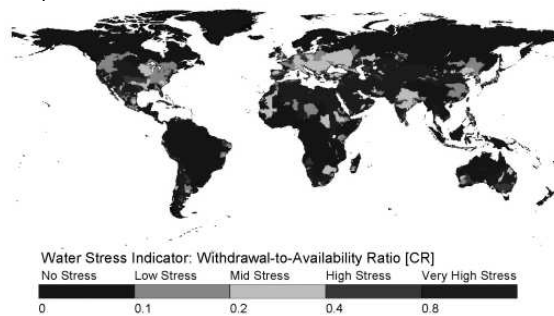 Water Stress Indicator: Withdrawal-to-Availability Ratio [CR]
No Stress Low Stress Mid Stress High Stress Very High Stress
0 0.1 0.2 0.4 0.8